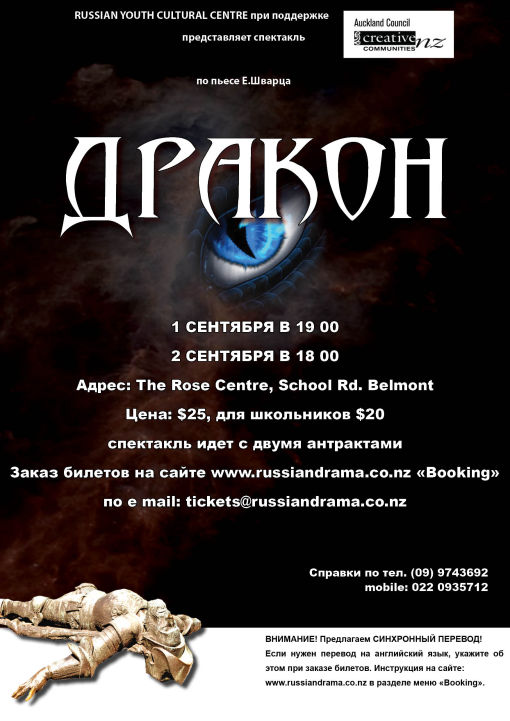 RUSSIAN YOUTH CULTURAL CENTRE при поддержке
Auckland Council
creative nz
COMMUNITIES
представляет спектакль
по пьесе Е.Шварца
ДРАКОН
1 СЕНТЯБРЯ В 19 00
2 СЕНТЯБРЯ В 18 00
Адрес: The Rose Centre, School Rd. Belmont
Цена: $25, для школьников $20
спектакль идет с двумя антрактами
Заказ билетов на сайте www.russiandrama.co.nz «Booking»
по e mail: tickets@russiandrama.co.nz
Справки по тел. (09) 9743692
mobile: 022 0935712
ВНИМАНИЕ! Предлагаем СИНХРОННЫЙ ПЕРЕВОД!
Если нужен перевод на английский язык, укажите об
этом при заказе билетов. Инструкция на сайте:
www.russiandrama.co.nz в разделе меню «Booking».